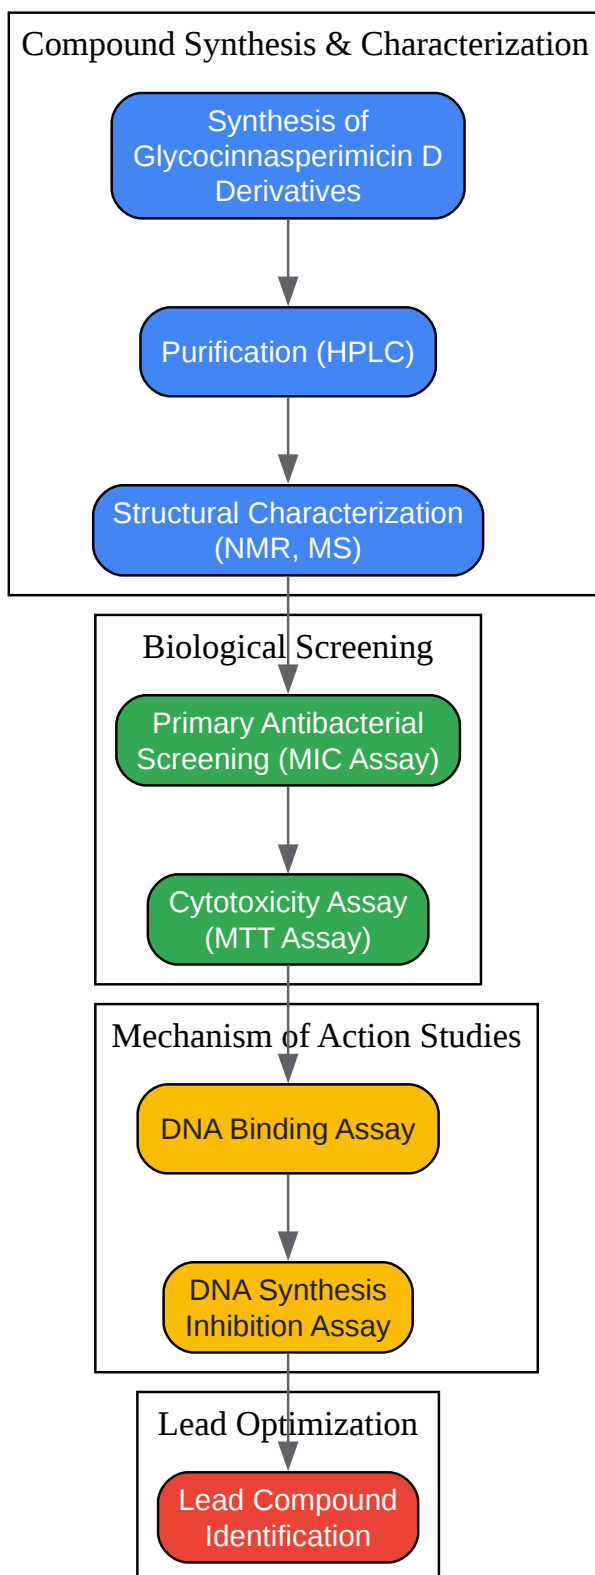 Compound Synthesis & Characterization
Synthesis of
Glycocinnasperimicin D
Derivatives
Purification (HPLC)
Structural Characterization
(NMR, MS)
Biological Screening
Primary Antibacterial
Screening (MIC Assay)
Cytotoxicity Assay
(MTT Assay)
Mechanism of Action Studies
DNA Binding Assay
DNA Synthesis
Inhibition Assay
Lead Optimization
Lead Compound
Identification